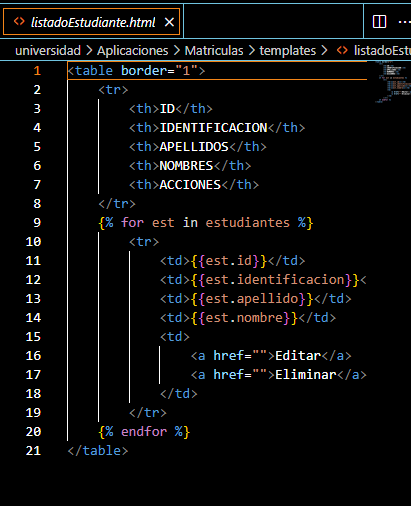 listadoEstudiante.html
universidad > Aplicaciones > Matriculas > templates > listadoEst
1 <table border="1">
2 <tr>
3 <th>ID</th>
4 <th>IDENTIFICACION</th>
5 <th>APELLIDOS</th>
6 <th>NOMBRES</th>
7 <th>ACCIONES</th>
8 </tr>
9 {% for est in estudiantes %}
10 <tr>
11 <td>{{est.id}}</td>
12 <td>{{est.identificacion}}<
13 <td>{{est.apellido}}</td>
14 <td>{{est.nombre}}</td>
15 <td>
16 <a href="">Editar</a>
17 <a href="">Eliminar</a>
18 </td>
19 </tr>
20 {% endfor %}
21 </table>